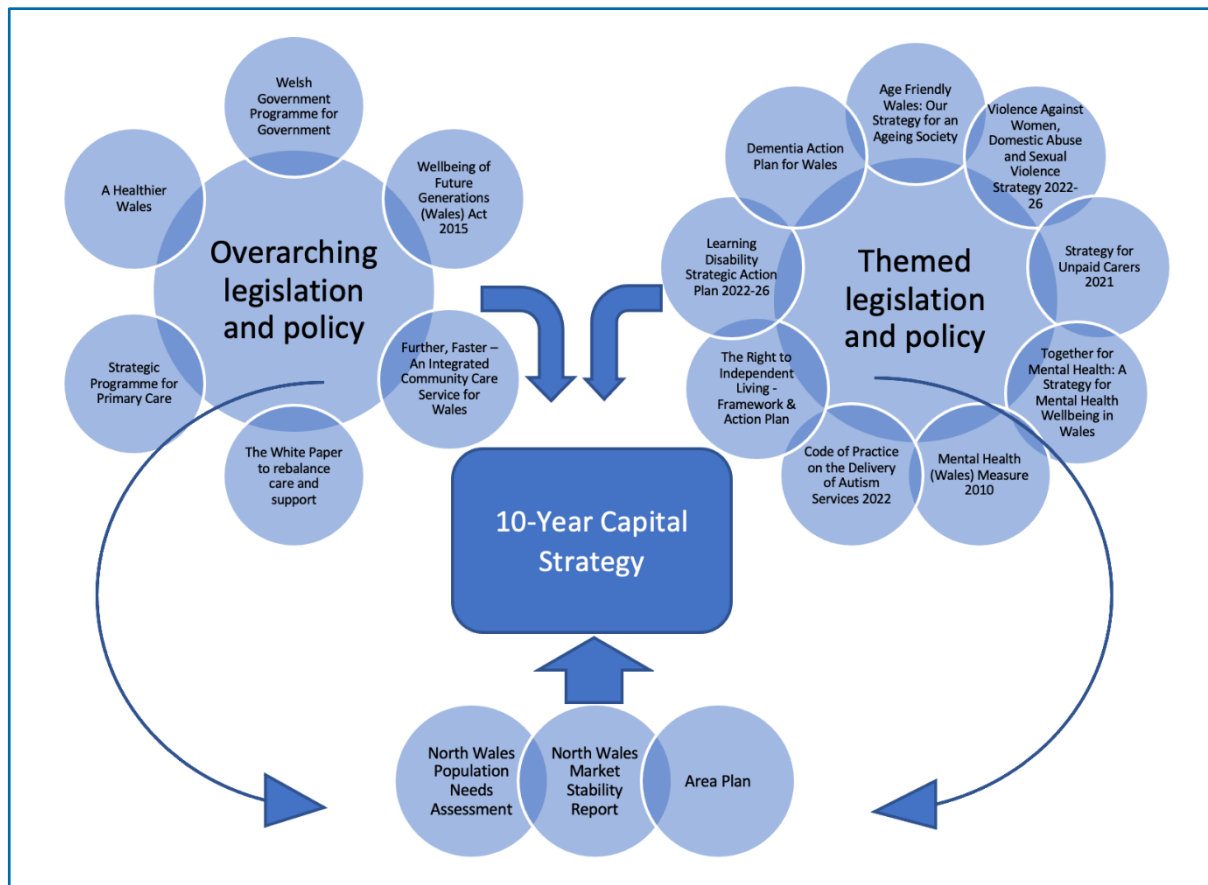 Welsh
Government
Programme for
Government
A Healthier
Wales
Wellbeing of
Future
Generations
(Wales) Act
2015
Overarching
legislation
and policy
Strategic
Programme for
Primary Care
Further, Faster –
An Integrated
Community Care
Service for
Wales
The White Paper
to rebalance
care and
support
Age Friendly
Wales: Our
Strategy for an
Ageing Society
Violence Against
Women,
Domestic Abuse
and Sexual
Violence
Strategy 2022-
26
Dementia Action
Plan for Wales
Learning
Disability
Strategic Action
Plan 2022-26
Strategy for
Unpaid Carers
2021
Themed
legislation
and policy
The Right to
Independent
Living -
Framework &
Action Plan
Together for
Mental Health: A
Strategy for
Mental Health
Wellbeing in
Wales
Code of Practice
on the Delivery
of Autism
Services 2022
Mental Health
(Wales) Measure
2010
10-Year Capital
Strategy
North Wales
Population
Needs
Assessment
North Wales
Market
Stability
Report
Area Plan